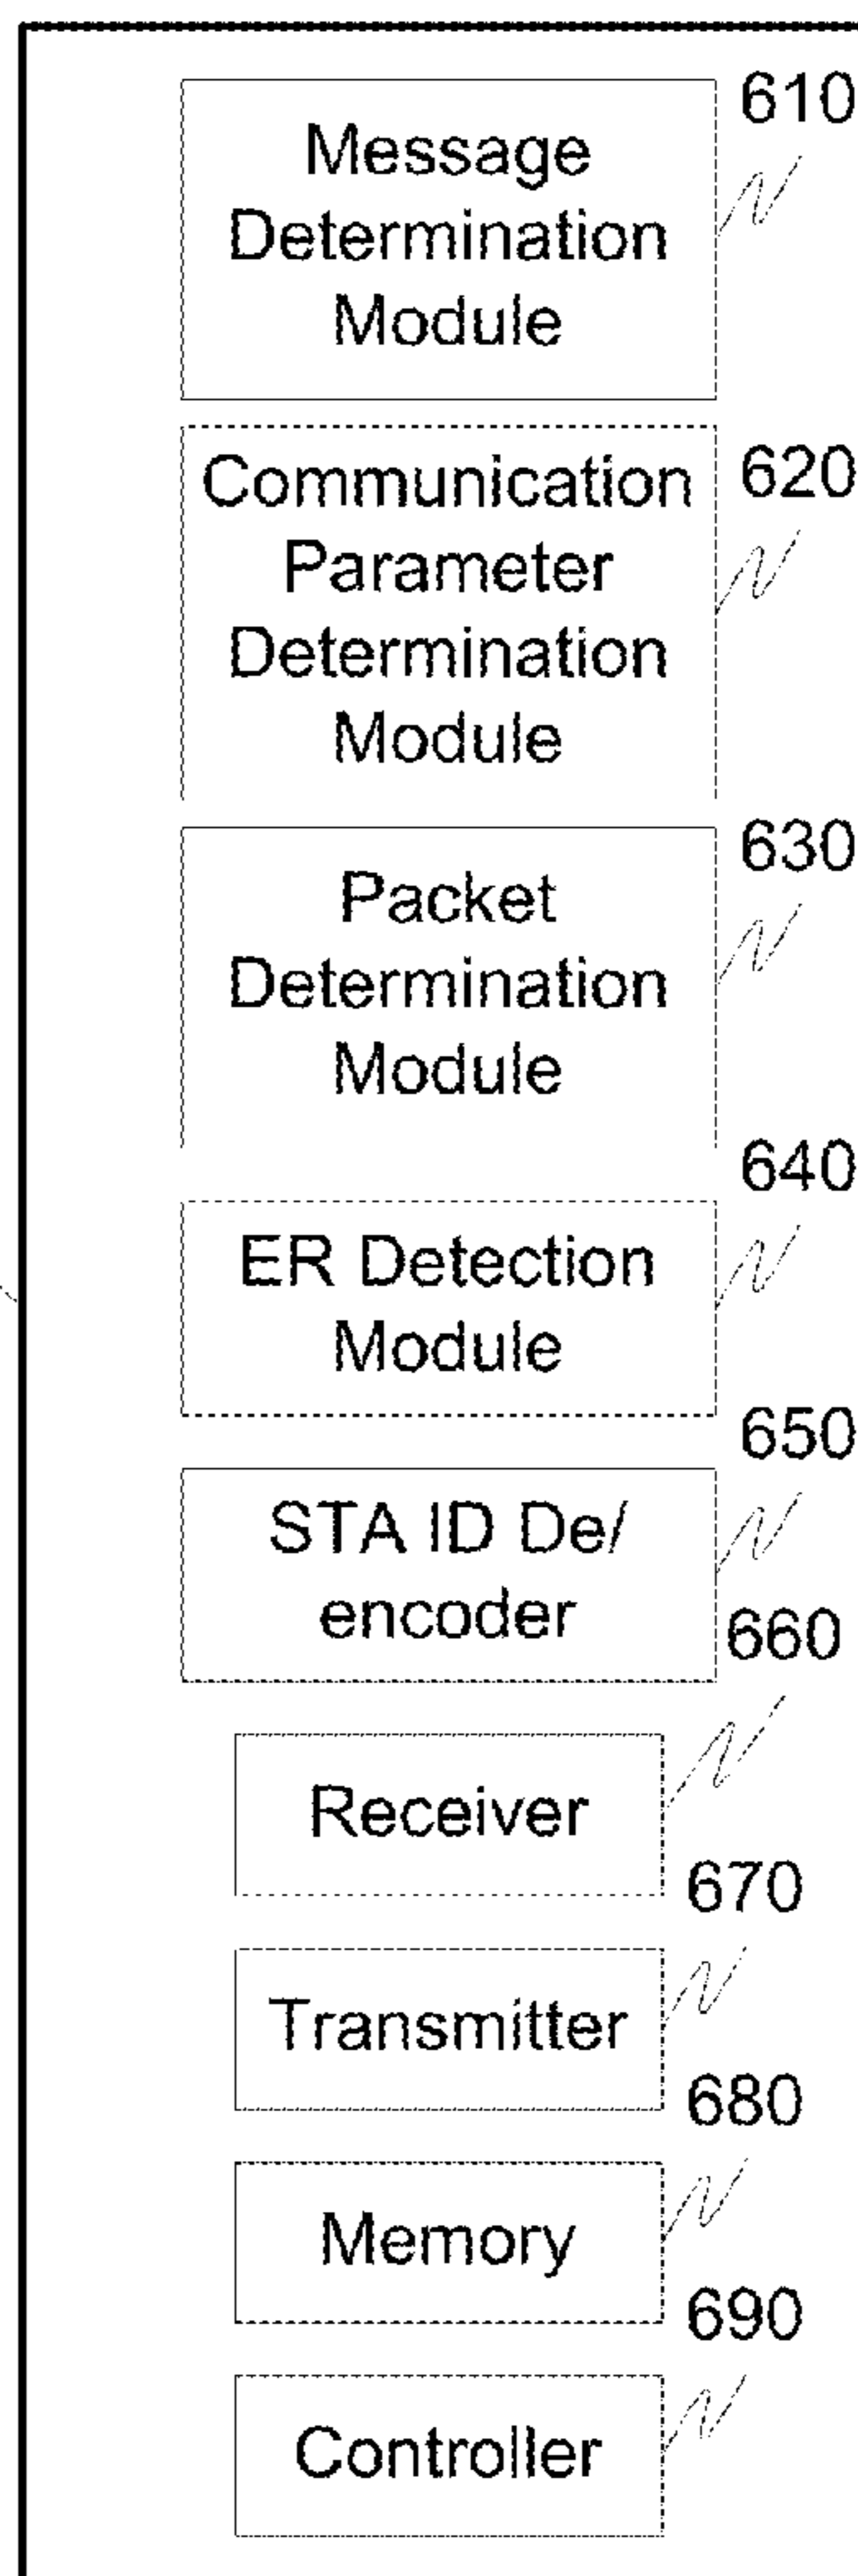 610
Message
Determination
Module
620
Communication
Parameter
Determination
Module
630
Packet
Determination
Module
640
ER Detection
Module
650
STA ID De/
encoder
660
Receiver
670
Transmitter
680
Memory
690
Controller